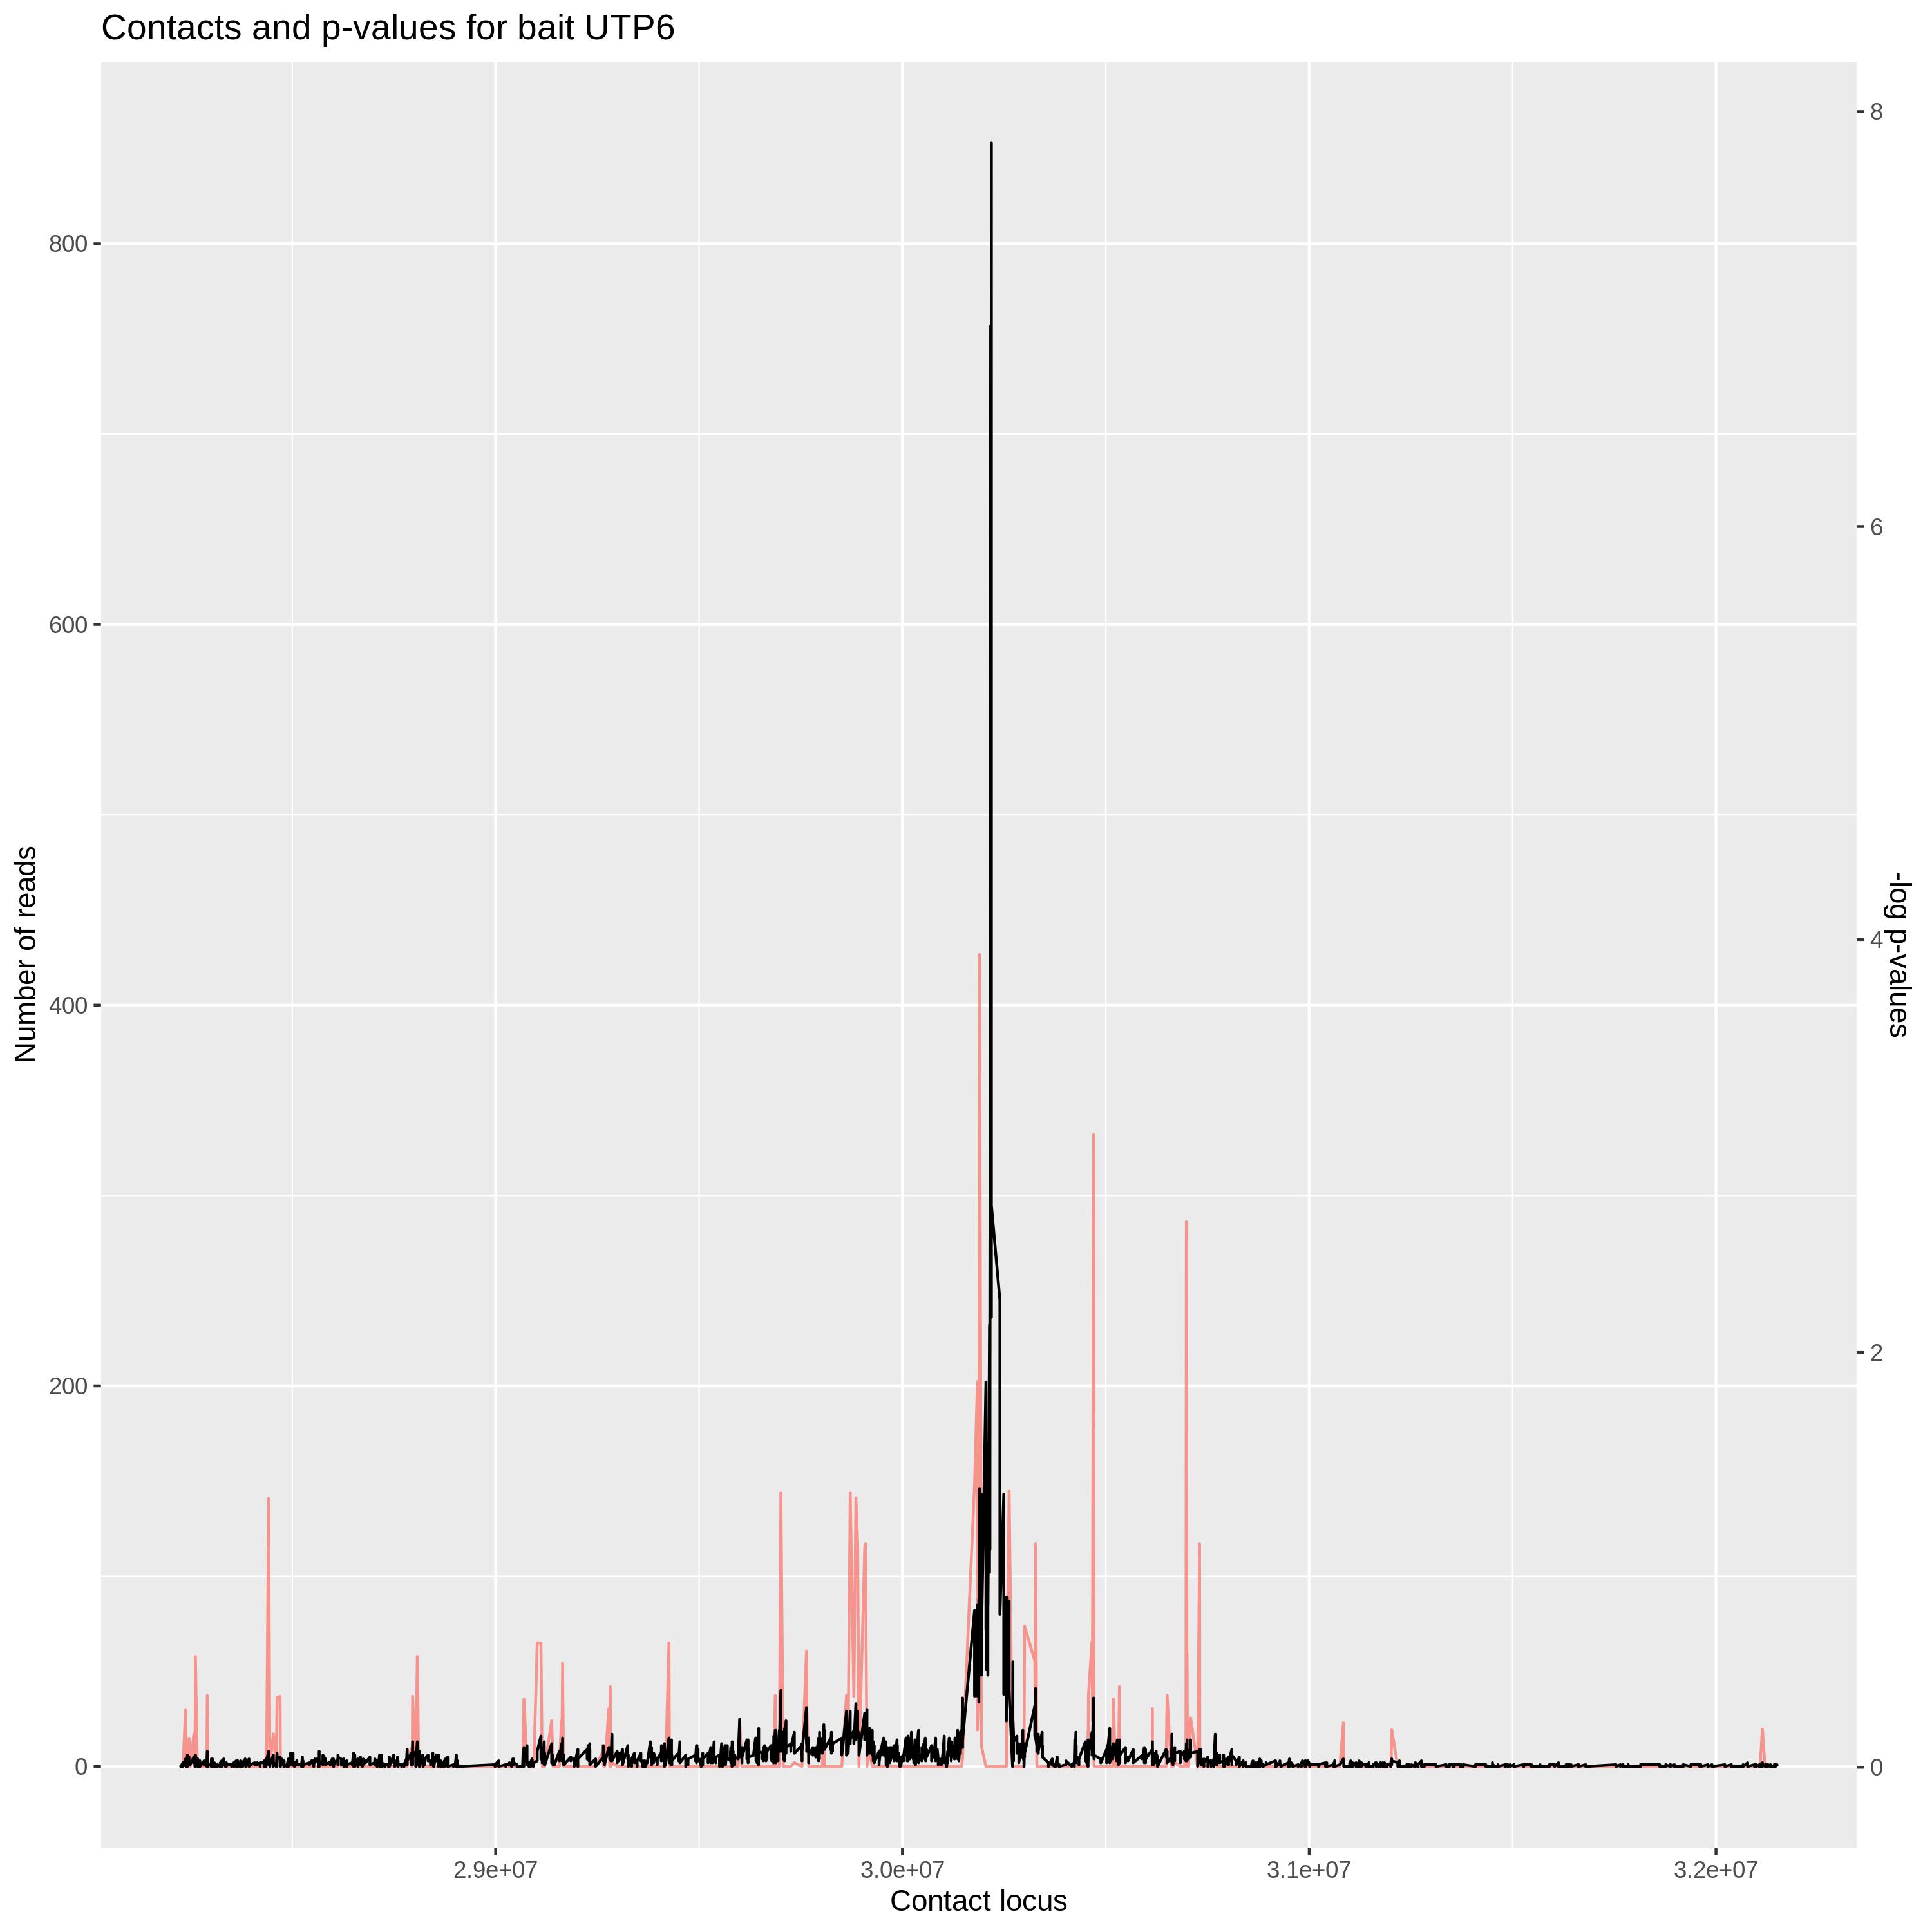 Contacts and p-values for bait UTP6
Number of reads
800
600
400
200
0
8
6
4
2
0
-log p-values
2.9e+07
3.0e+07
3.1e+07
3.2e+07
Contact locus